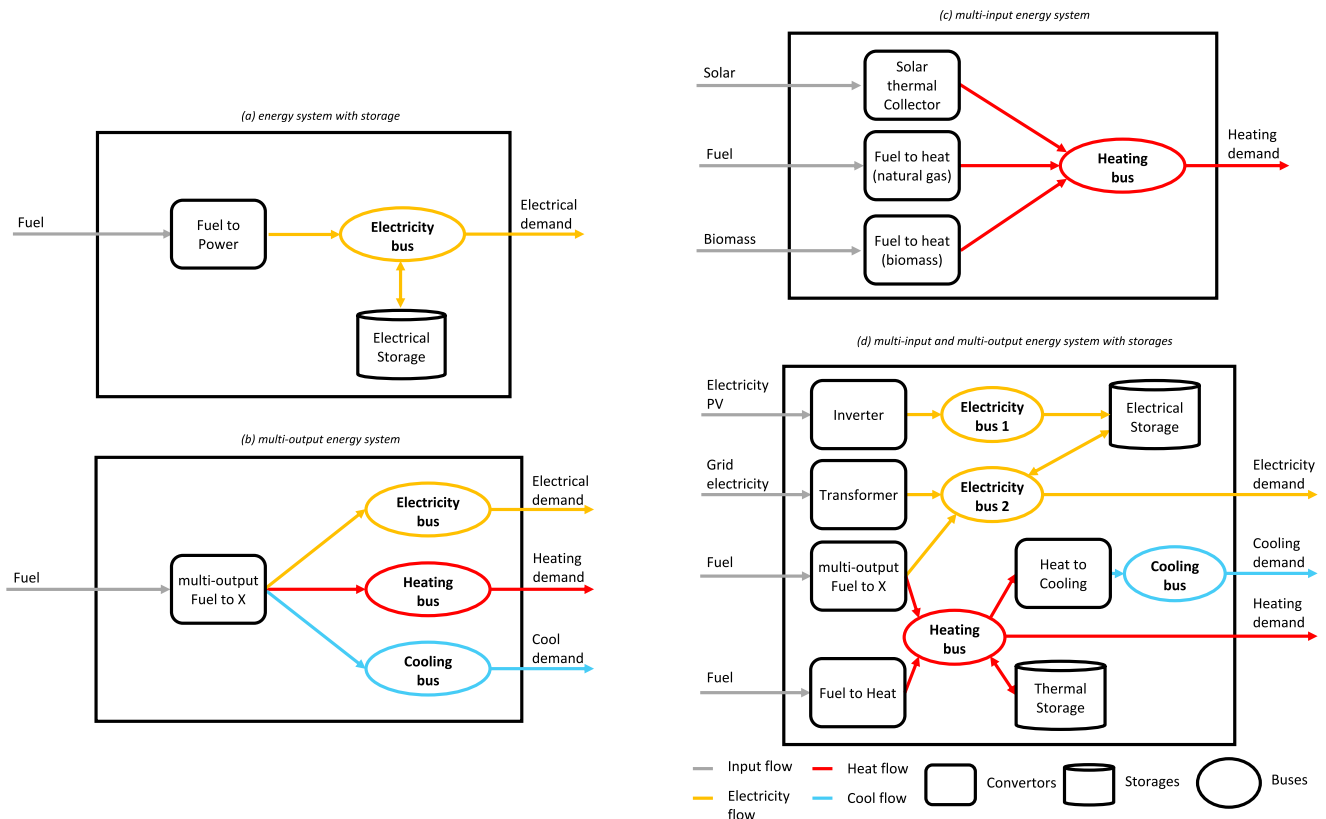 (a) energy system with storage
Fuel
Fuel to
Power
Electricity
bus
Electrical
demand
Electrical
Storage
(b) multi-output energy system
Fuel
multi-output
Fuel to X
Electricity
bus
Electrical
demand
Heating
bus
Heating
demand
Cooling
bus
Cool
demand
(c) multi-input energy system
Solar
Solar
thermal
Collector
Fuel
Fuel to heat
(natural gas)
Biomass
Fuel to heat
(biomass)
Heating
bus
Heating
demand
(d) multi-input and multi-output energy system with storages
Electricity
PV
Inverter
Electricity
bus 1
Electrical
Storage
Grid
electricity
Transformer
Electricity
bus 2
Electricity
demand
Fuel
multi-output
Fuel to X
Heat to
Cooling
Cooling
bus
Cooling
demand
Heating
bus
Heating
demand
Fuel
Fuel to Heat
Thermal
Storage
Input flow
Heat flow
Convertors
Storages
Buses
Electricity
flow
Cool flow